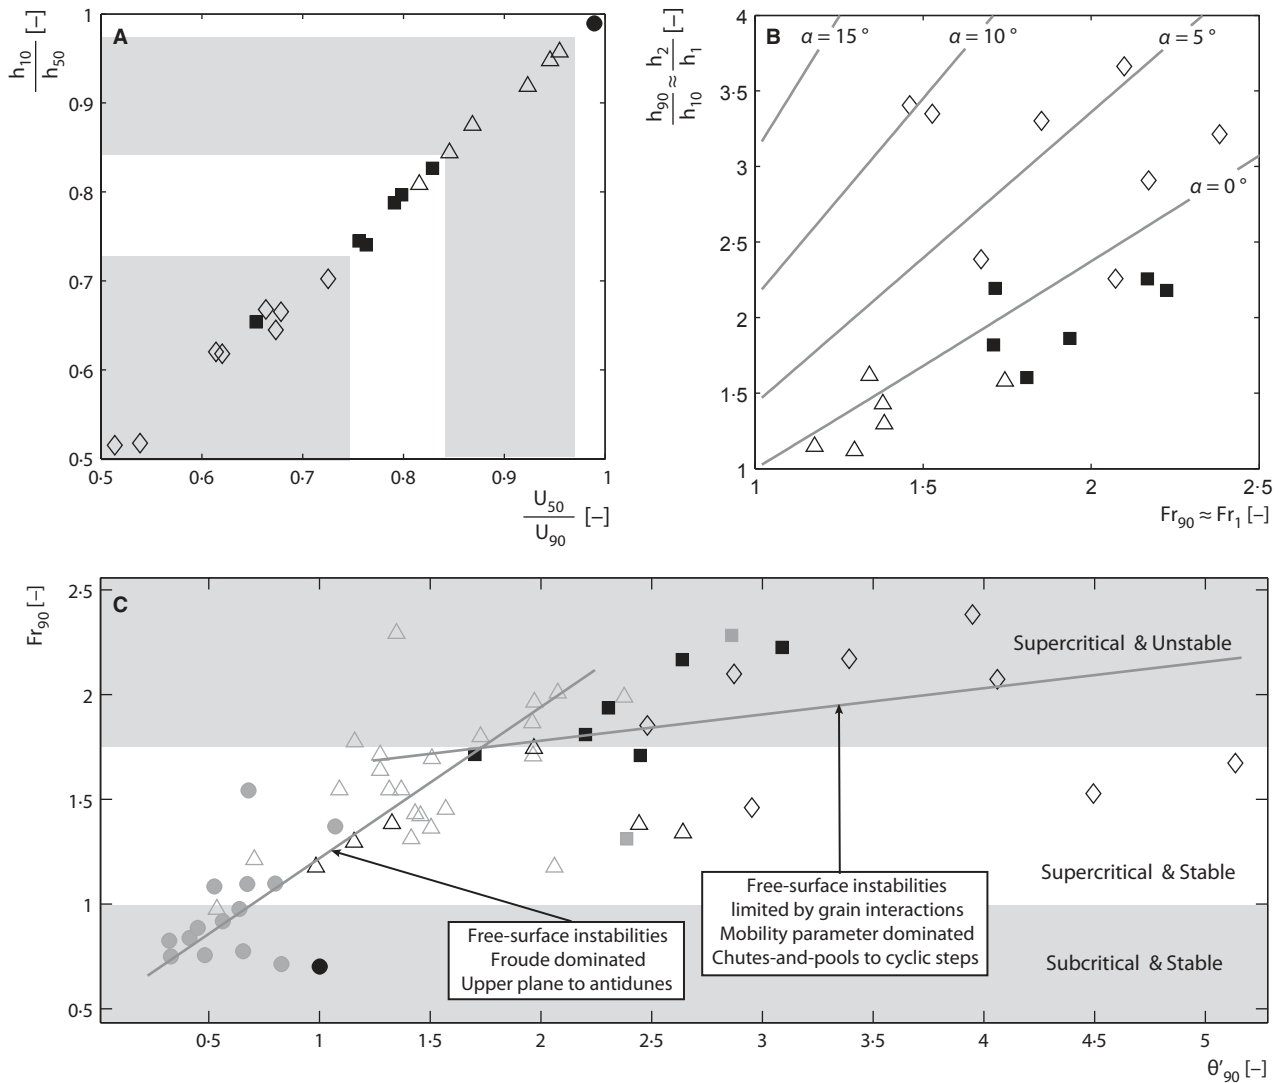 A
h10
h50
[–]
1
0·9
0·8
0·7
0·6
0·5
0·5
0·6
0·7
0·8
0·9
1
U50
U90
[–]
B
h90
h10
≈
h2
h1
[–]
4
3·5
3
2·5
2
1·5
1
1
1·5
2
2·5
α = 15 °
α = 10 °
α = 5 °
α = 0 °
Fr90 ≈ Fr1 [–]
C
Fr90 [–]
2·5
2
1·5
1
0·5
Supercritical & Unstable
Supercritical & Stable
Subcritical & Stable
Free-surface instabilities
Froude dominated
Upper plane to antidunes
Free-surface instabilities
limited by grain interactions
Mobility parameter dominated
Chutes-and-pools to cyclic steps
0·5
1
1·5
2
2·5
3
3·5
4
4·5
5
θ'90 [–]